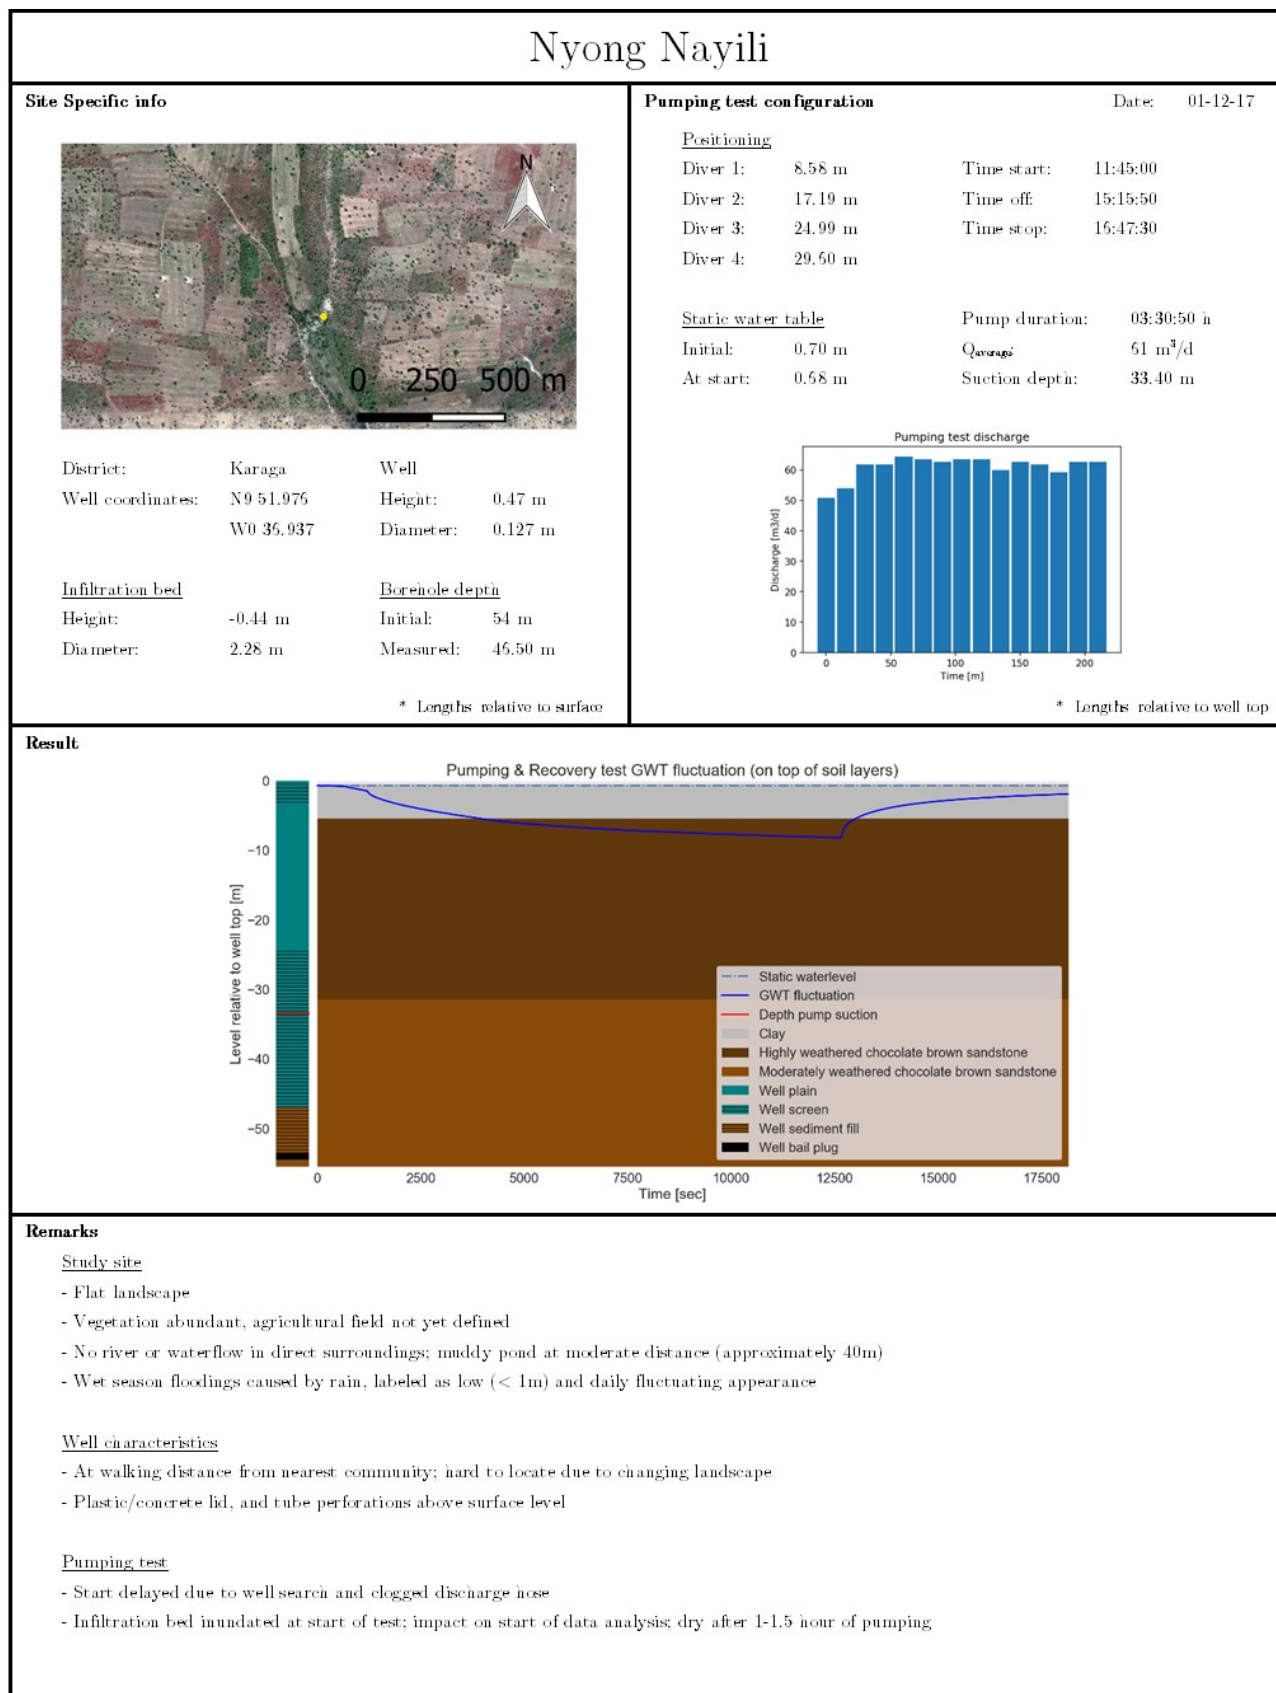 Nyong Nayili
Site Specific info
N
0 250 500 m
District: Karaga Well
Well coordinates: N9 51.976 Height: 0.47 m
W0 36.937 Diameter: 0.127 m
Infiltration bed Borehole depth
Height: -0.44 m Initial: 54 m
Diameter: 2.28 m Measured: 46.50 m
* Lengths relative to surface
Pumping test configuration Date: 01-12-17
Positioning
Diver 1: 8.58 m Time start: 11:45:00
Diver 2: 17.19 m Time off: 15:15:50
Diver 3: 24.99 m Time stop: 16:47:30
Diver 4: 29.60 m
Static water table Pump duration: 03:30:50 h
Initial: 0.70 m Qaverage: 61 m³/d
At start: 0.68 m Suction depth: 33.40 m
Pumping test discharge
Discharge [m3/d]
60
50
40
30
20
10
0
0 50 100 150 200
Time [m]
* Lengths relative to well top
Result
Pumping & Recovery test GWT fluctuation (on top of soil layers)
Level relative to well top [m]
0
−10
−20
−30
−40
−50
Static waterlevel
GWT fluctuation
Depth pump suction
Clay
Highly weathered chocolate brown sandstone
Moderately weathered chocolate brown sandstone
Well plain
Well screen
Well sediment fill
Well bail plug
0 2500 5000 7500 10000 12500 15000 17500
Time [sec]
Remarks
Study site
- Flat landscape
- Vegetation abundant, agricultural field not yet defined
- No river or waterflow in direct surroundings; muddy pond at moderate distance (approximately 40m)
- Wet season floodings caused by rain, labeled as low (< 1m) and daily fluctuating appearance
Well characteristics
- At walking distance from nearest community; hard to locate due to changing landscape
- Plastic/concrete lid, and tube perforations above surface level
Pumping test
- Start delayed due to well search and clogged discharge hose
- Infiltration bed inundated at start of test; impact on start of data analysis; dry after 1-1.5 hour of pumping